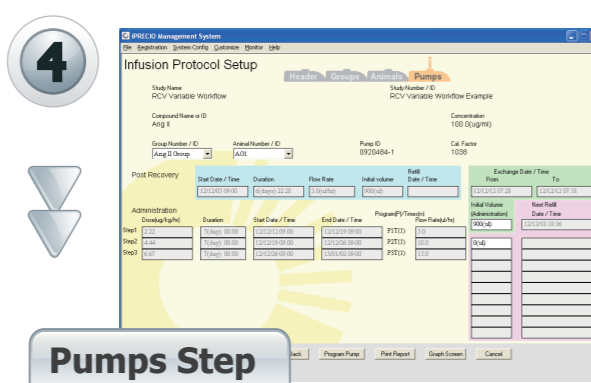 4
iPRECIO Management System
File Registration System Config Customize Monitor Help
Infusion Protocol Setup
Header Groups Animals Pumps
Study Name
RCV Variable Workflow
Study Number / ID
RCV Variable Workflow Example
Compound Name or ID
Ang II
Concentration
100.0(ug/ml)
Group Number / ID
Ang II Group
Animal Number / ID
A01
Pump ID
0920484-1
Cal. Factor
1038
Post Recovery
Start Date / Time Duration Flow Rate Initial volume Refill Date / Time
12/12/05 09:00 6(days) 22:20 3.0(ul/hr) 900(ul)
Exchange Date / Time
From To
12/12/12 07:20 12/12/12 07:50
Administration
Dose(ug/kg/hr) Duration Start Date / Time End Date / Time Program(P)/Times(n) Flow Rate(ul/hr)
Initial Volume (Administration) Next Refill Date / Time
900(ul) 12/12/18 10:36
Step1 2.22 7(day) 00:00 12/12/12 09:00 12/12/19 09:00 P1T(1) 5.0
Step2 4.44 7(day) 00:00 12/12/19 09:00 12/12/26 09:00 P2T(1) 10.0 0(ul)
Step3 6.67 7(day) 00:00 12/12/26 09:00 13/01/02 09:00 P3T(1) 15.0
Back Program Pump Print Report Graph Screen Cancel
Pumps Step